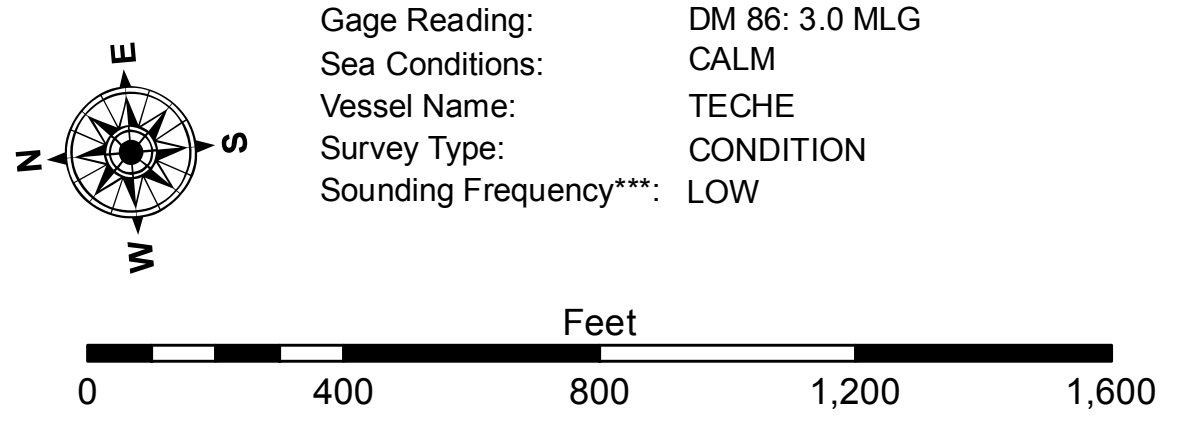 Gage Reading: DM 86: 3.0 MLG
Sea Conditions: CALM
Vessel Name: TECHE
Survey Type: CONDITION
Sounding Frequency***: LOW
E
N S
W
Feet
0 400 800 1,200 1,600